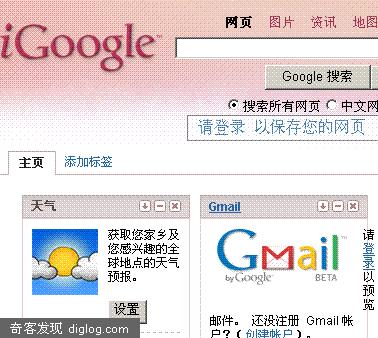 网页 图片 资讯 地图
iGoogle™
Google 搜索
搜索所有网页 中文网
请登录 以保存您的网页
主页 添加标签
天气
获取您家乡及
您感兴趣的全
球地点的天气
预报。
设置
Gmail
Gmail™
by Google BETA
请
登录
以
预
览
邮件。 还没注册 Gmail 帐
户？（创建帐户）
奇客发现 diglog.com